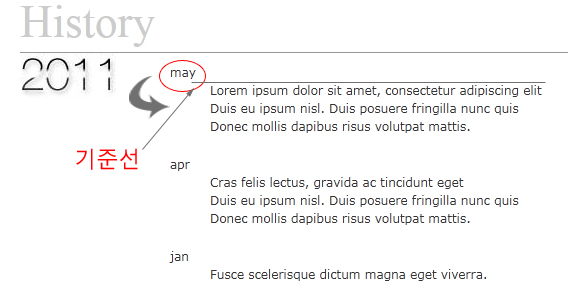 History
2011
may
Lorem ipsum dolor sit amet, consectetur adipiscing elit
Duis eu ipsum nisl. Duis posuere fringilla nunc quis
Donec mollis dapibus risus volutpat mattis.
기준선
apr
Cras felis lectus, gravida ac tincidunt eget
Duis eu ipsum nisl. Duis posuere fringilla nunc quis
Donec mollis dapibus risus volutpat mattis.
jan
Fusce scelerisque dictum magna eget viverra.